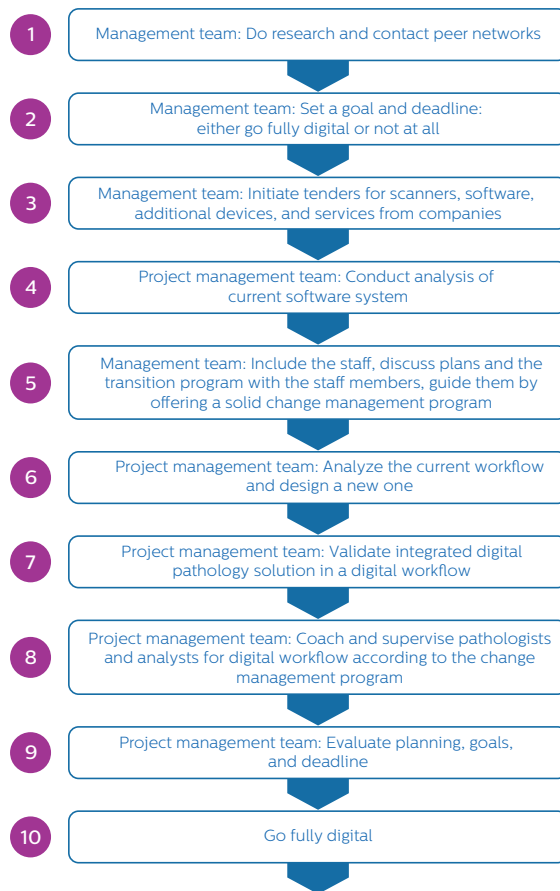 1
Management team: Do research and contact peer networks
2
Management team: Set a goal and deadline:
either go fully digital or not at all
3
Management team: Initiate tenders for scanners, software,
additional devices, and services from companies
4
Project management team: Conduct analysis of
current software system
5
Management team: Include the staff, discuss plans and the
transition program with the staff members, guide them by
offering a solid change management program
6
Project management team: Analyze the current workflow
and design a new one
7
Project management team: Validate integrated digital
pathology solution in a digital workflow
8
Project management team: Coach and supervise pathologists
and analysts for digital workflow according to the change
management program
9
Project management team: Evaluate planning, goals,
and deadline
10
Go fully digital